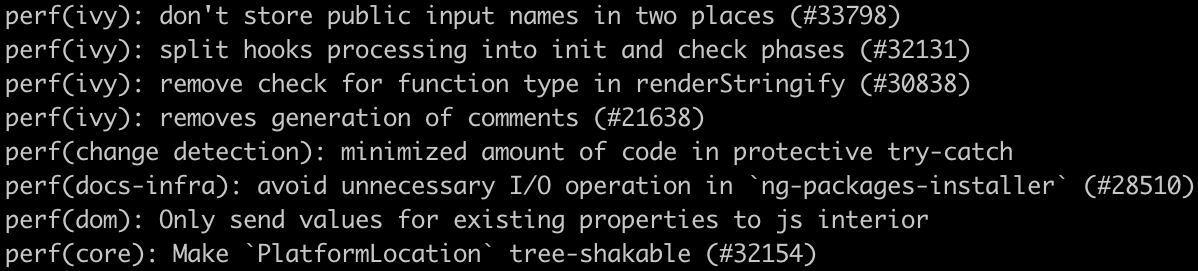 perf(ivy): don't store public input names in two places (#33798)
perf(ivy): split hooks processing into init and check phases (#32131)
perf(ivy): remove check for function type in renderStringify (#30838)
perf(ivy): removes generation of comments (#21638)
perf(change detection): minimized amount of code in protective try-catch
perf(docs-infra): avoid unnecessary I/O operation in `ng-packages-installer` (#28510)
perf(dom): Only send values for existing properties to js interior
perf(core): Make `PlatformLocation` tree-shakable (#32154)